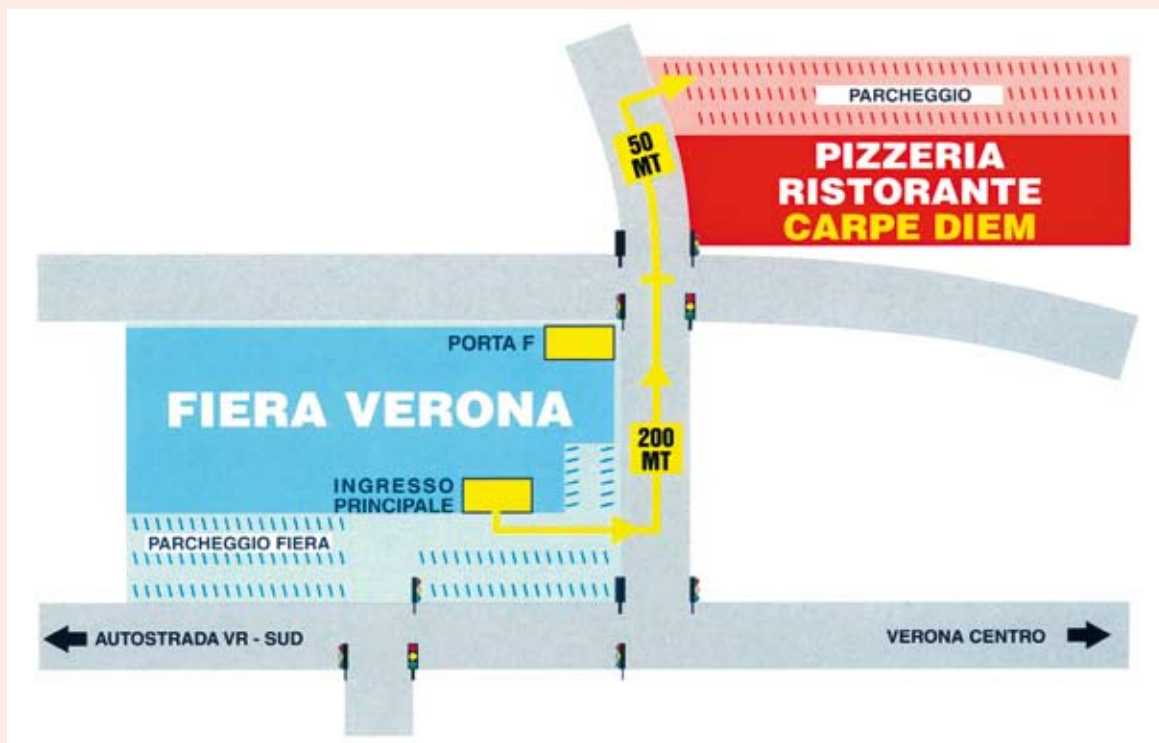 PARCHEGGIO
50
MT
PIZZERIA
RISTORANTE
CARPE DIEM
PORTA F
FIERA VERONA
200
MT
INGRESSO
PRINCIPALE
PARCHEGGIO FIERA
AUTOSTRADA VR - SUD
VERONA CENTRO